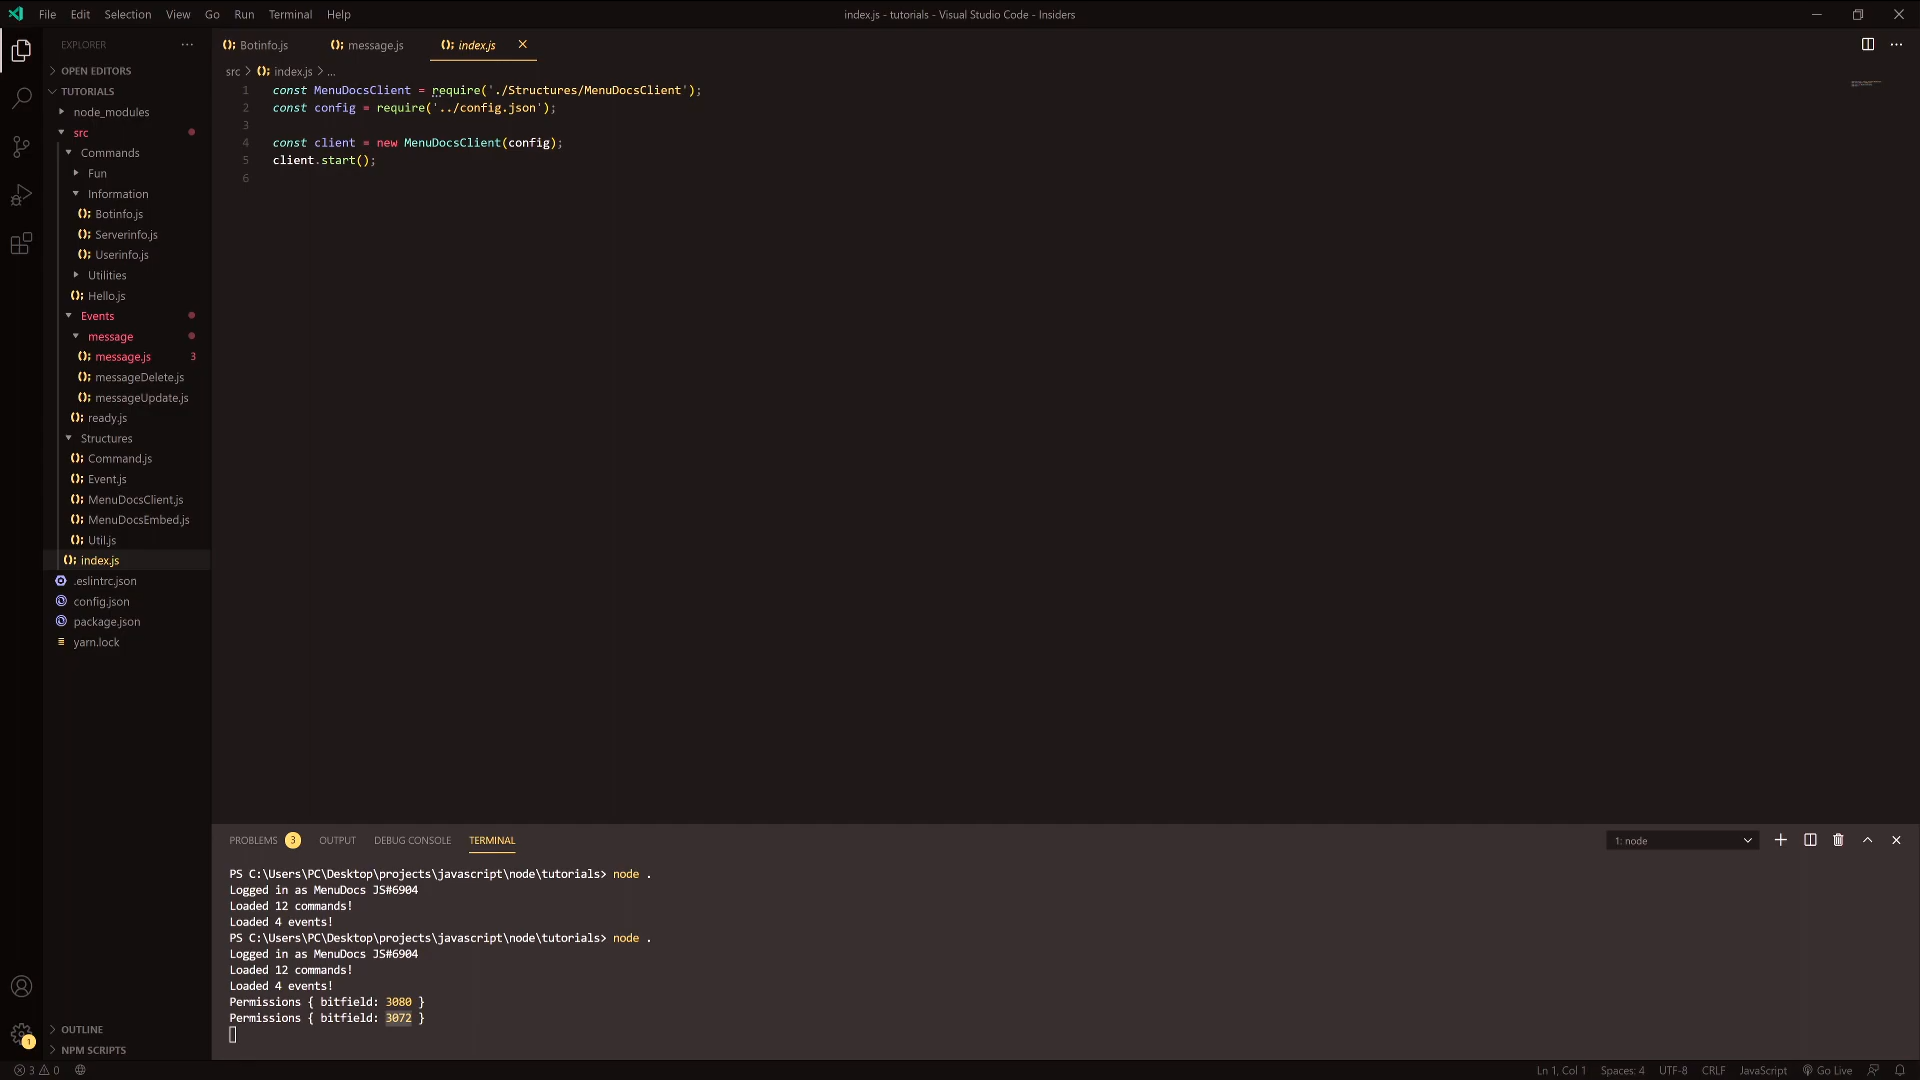 File Edit Selection View Go Run Terminal Help
index.js - tutorials - Visual Studio Code - Insiders
EXPLORER
OPEN EDITORS
TUTORIALS
node_modules
src
Commands
Fun
Information
Botinfo.js
Serverinfo.js
Userinfo.js
Utilities
Hello.js
Events
message
message.js 3
messageDelete.js
messageUpdate.js
ready.js
Structures
Command.js
Event.js
MenuDocsClient.js
MenuDocsEmbed.js
Util.js
index.js
.eslintrc.json
config.json
package.json
yarn.lock
OUTLINE
NPM SCRIPTS
1
Botinfo.js message.js index.js
src > index.js > ...
1 const MenuDocsClient = require('./Structures/MenuDocsClient');
2 const config = require('../config.json');
3
4 const client = new MenuDocsClient(config);
5 client.start();
6
PROBLEMS 3 OUTPUT DEBUG CONSOLE TERMINAL
1: node
PS C:\Users\PC\Desktop\projects\javascript\node\tutorials> node .
Logged in as MenuDocs JS#6904
Loaded 12 commands!
Loaded 4 events!
PS C:\Users\PC\Desktop\projects\javascript\node\tutorials> node .
Logged in as MenuDocs JS#6904
Loaded 12 commands!
Loaded 4 events!
Permissions { bitfield: 3080 }
Permissions { bitfield: 3072 }
3 0
Ln 1, Col 1 Spaces: 4 UTF-8 CRLF JavaScript Go Live